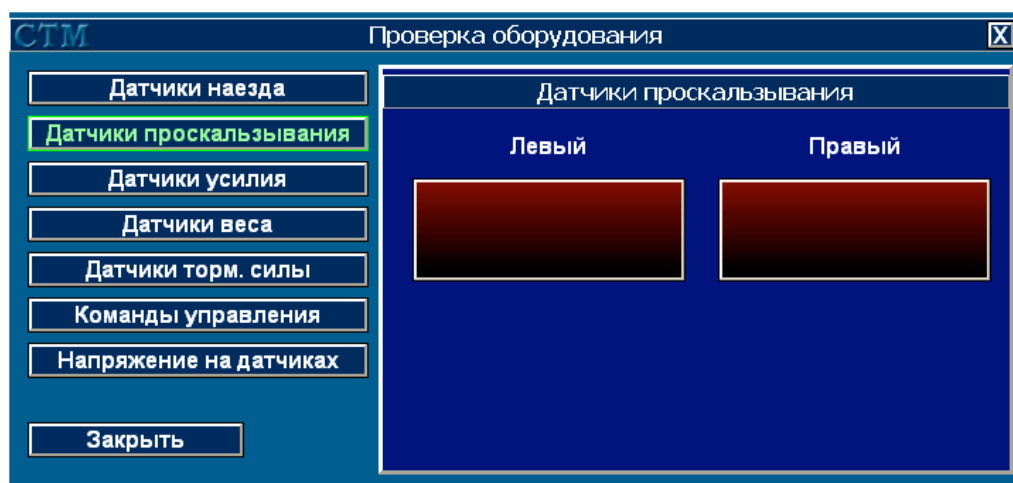 СТМ
Проверка оборудования
X
Датчики наезда
Датчики проскальзывания
Датчики усилия
Датчики веса
Датчики торм. силы
Команды управления
Напряжение на датчиках
Закрыть
Датчики проскальзывания
Левый
Правый